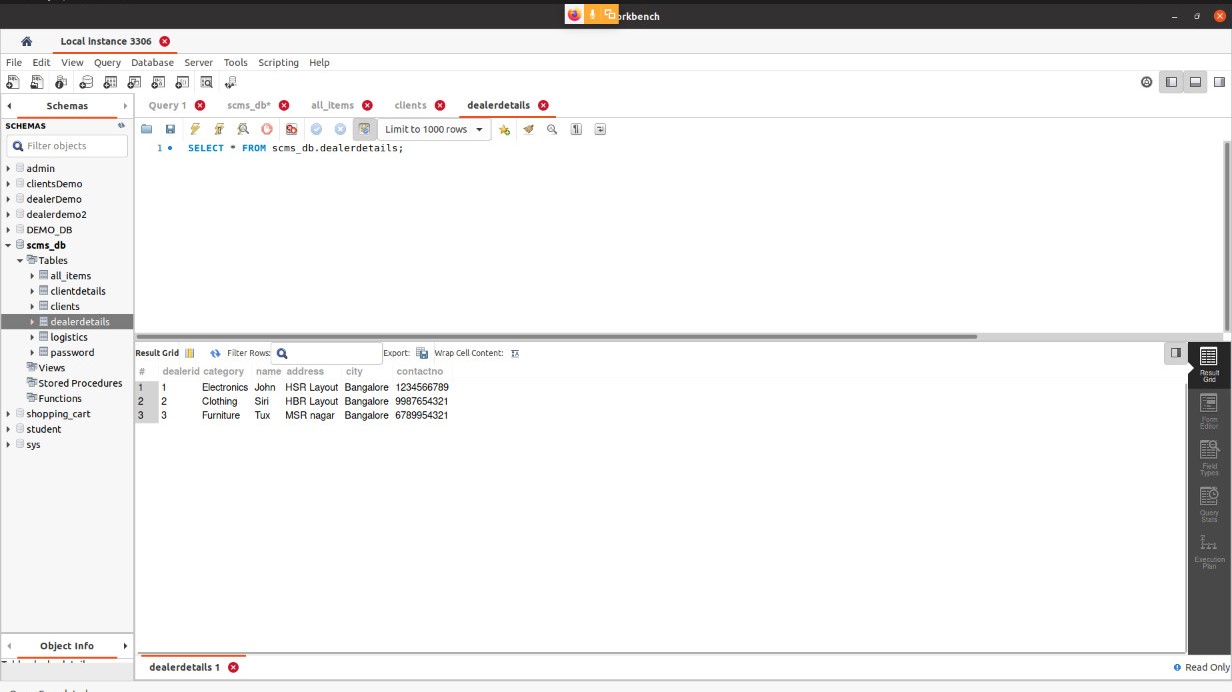 orkbench
Local instance 3306
File Edit View Query Database Server Tools Scripting Help
Schemas
Query 1 scms_db* all_items clients dealerdetails
SCHEMAS
Filter objects
Limit to 1000 rows
1 SELECT * FROM scms_db.dealerdetails;
admin
clientsDemo
dealerDemo
dealerdemo2
DEMO_DB
scms_db
Tables
all_items
clientdetails
clients
dealerdetails
logistics
password
Views
Stored Procedures
Functions
shopping_cart
student
sys
Result Grid Filter Rows: Export: Wrap Cell Content:
# dealerid category name address city contactno
1 1 Electronics John HSR Layout Bangalore 1234566789
2 2 Clothing Siri HBR Layout Bangalore 9987654321
3 3 Furniture Tux MSR nagar Bangalore 6789954321
Result
Grid
Form
Editor
Field
Types
Query
Stats
Execution
Plan
Object Info
dealerdetails 1
Read Only